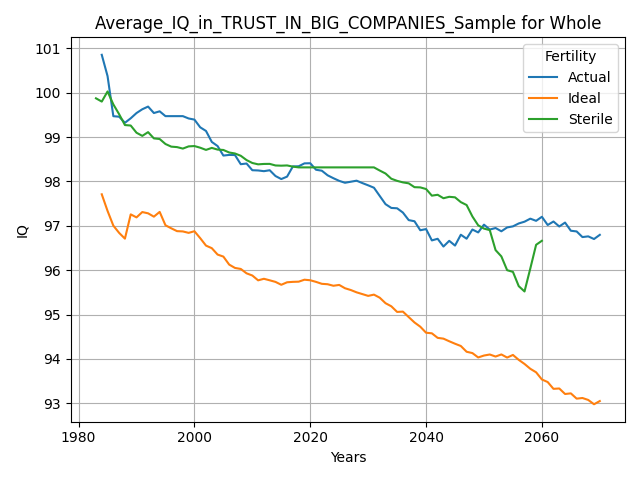 Average_IQ_in_TRUST_IN_BIG_COMPANIES_Sample for Whole
Fertility
Actual
Ideal
Sterile
IQ
101
100
99
98
97
96
95
94
93
1980
2000
2020
2040
2060
Years